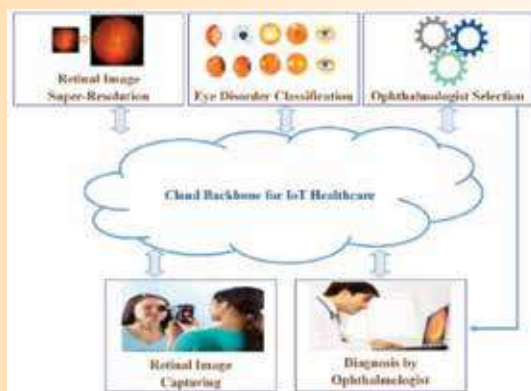 Retinal Image
Super-Resolution
Eye Disorder Classification
Ophthalmologist Selection
Cloud Backbone for IoT Healthcare
Retinal Image
Capturing
Diagnosis by
Ophthalmologist